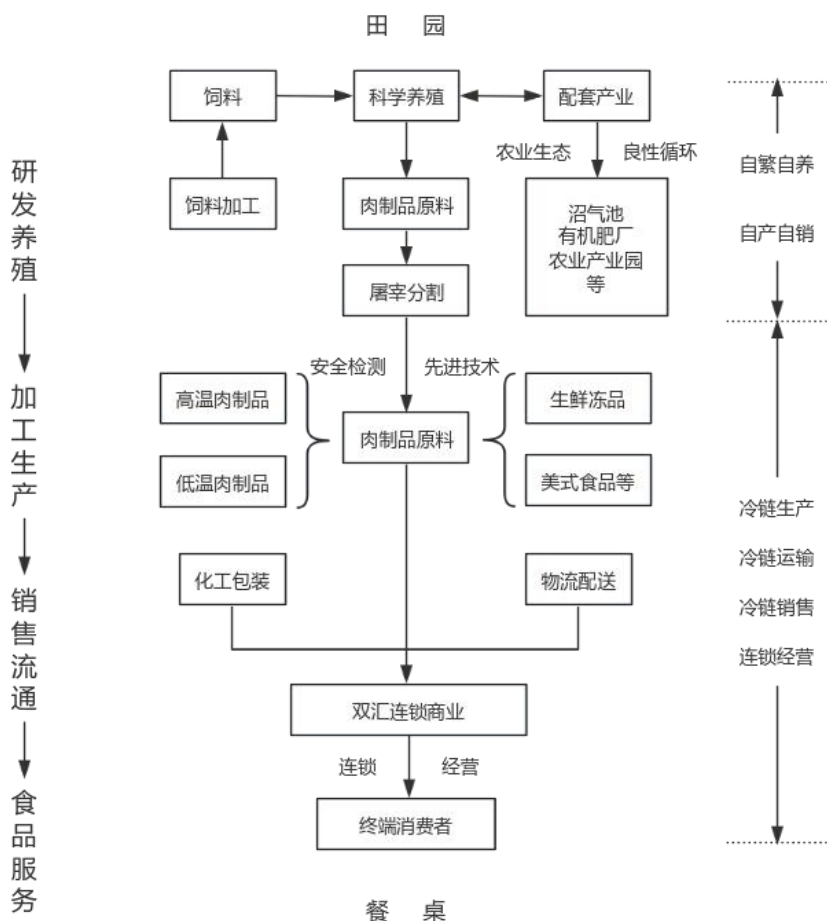 田 园
饲料
科学养殖
配套产业
农业生态
良性循环
饲料加工
肉制品原料
沼气池
有机肥厂
农业产业园
等
屠宰分割
安全检测
先进技术
高温肉制品
肉制品原料
生鲜冻品
低温肉制品
美式食品等
化工包装
物流配送
双汇连锁商业
连锁
经营
终端消费者
餐 桌
研发养殖
加工生产
销售流通
食品服务
自繁自养
自产自销
冷链生产
冷链运输
冷链销售
连锁经营